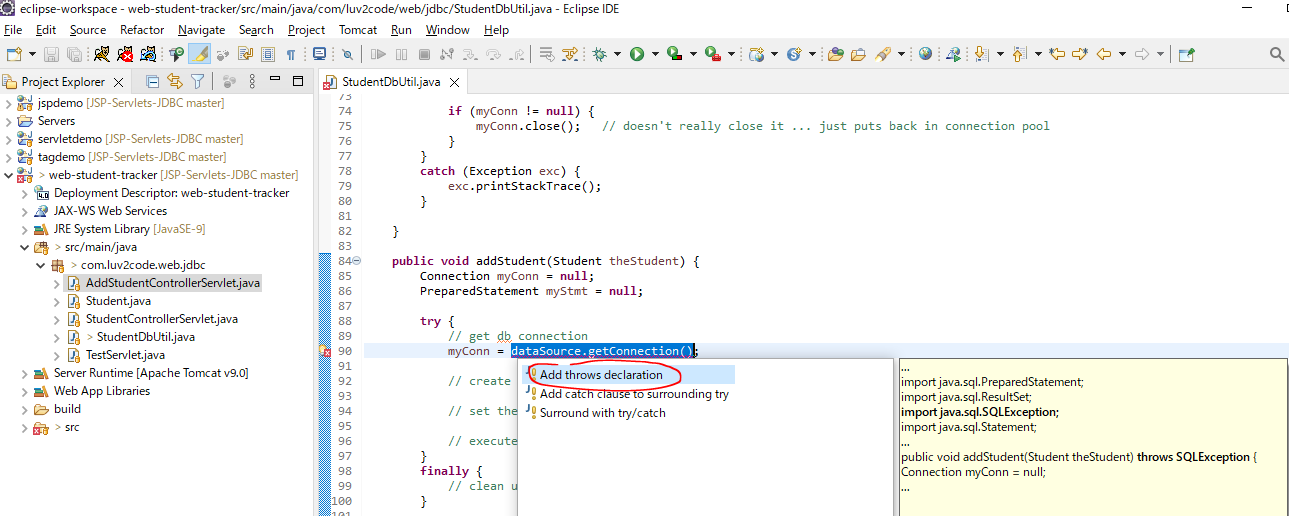 eclipse-workspace - web-student-tracker/src/main/java/com/luv2code/web/jdbc/StudentDbUtil.java - Eclipse IDE
File Edit Source Refactor Navigate Search Project Tomcat Run Window Help
Project Explorer
jspdemo [JSP-Servlets-JDBC master]
Servers
servletdemo [JSP-Servlets-JDBC master]
tagdemo [JSP-Servlets-JDBC master]
> web-student-tracker [JSP-Servlets-JDBC master]
Deployment Descriptor: web-student-tracker
JAX-WS Web Services
JRE System Library [JavaSE-9]
> src/main/java
> com.luv2code.web.jdbc
AddStudentControllerServlet.java
Student.java
StudentControllerServlet.java
> StudentDbUtil.java
TestServlet.java
Server Runtime [Apache Tomcat v9.0]
Web App Libraries
build
> src
StudentDbUtil.java
73
74 if (myConn != null) {
75 myConn.close(); // doesn't really close it ... just puts back in connection pool
76 }
77 }
78 catch (Exception exc) {
79 exc.printStackTrace();
80 }
81
82 }
83
84 public void addStudent(Student theStudent) {
85 Connection myConn = null;
86 PreparedStatement myStmt = null;
87
88 try {
89 // get db connection
90 myConn = dataSource.getConnection();
91
92 // create
93
94 // set the
95
96 // execute
97 }
98 finally {
99 // clean u
100 }
101
Add throws declaration
Add catch clause to surrounding try
Surround with try/catch
...
import java.sql.PreparedStatement;
import java.sql.ResultSet;
import java.sql.SQLException;
import java.sql.Statement;
...
public void addStudent(Student theStudent) throws SQLException {
Connection myConn = null;
...